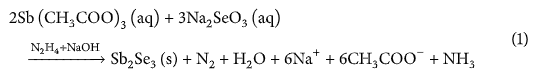 2Sb(CH₃COO)₃(aq) + 3Na₂SeO₃(aq)
N₂H₄+NaOH
⟶ Sb₂Se₃(s) + N₂ + H₂O + 6Na⁺ + 6CH₃COO⁻ + NH₃ (1)